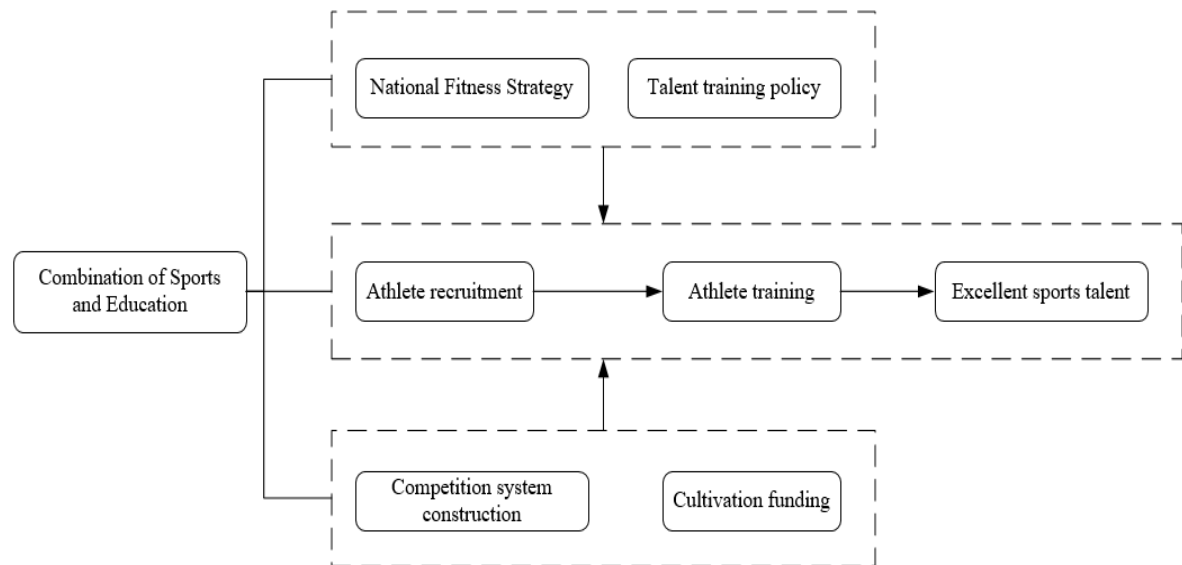 National Fitness Strategy
Talent training policy
Combination of Sports
and Education
Athlete recruitment
Athlete training
Excellent sports talent
Competition system
construction
Cultivation funding